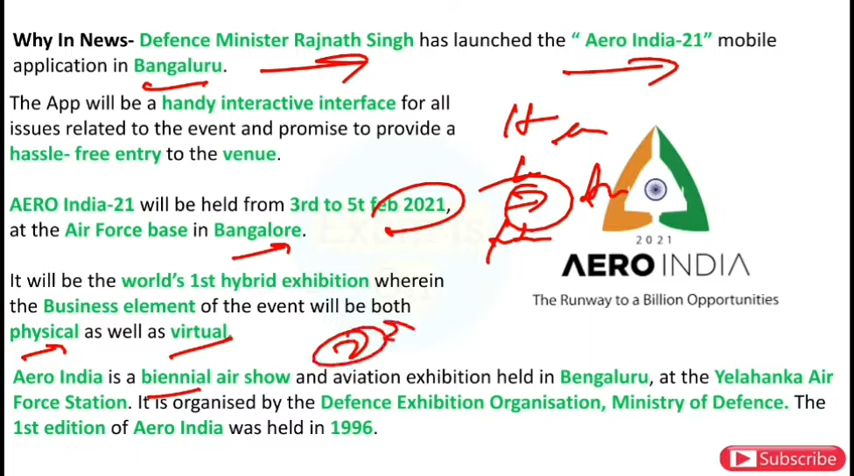 Why In News- Defence Minister Rajnath Singh has launched the “ Aero India-21” mobile
application in Bangaluru.
The App will be a handy interactive interface for all
issues related to the event and promise to provide a
hassle- free entry to the venue.
AERO India-21 will be held from 3rd to 5t feb 2021,
at the Air Force base in Bangalore.
It will be the world's 1st hybrid exhibition wherein
the Business element of the event will be both
physical as well as virtual.
2
2021
AERO INDIA
The Runway to a Billion Opportunities
Aero India is a biennial air show and aviation exhibition held in Bengaluru, at the Yelahanka Air
Force Station. It is organised by the Defence Exhibition Organisation, Ministry of Defence. The
1st edition of Aero India was held in 1996.
Subscribe